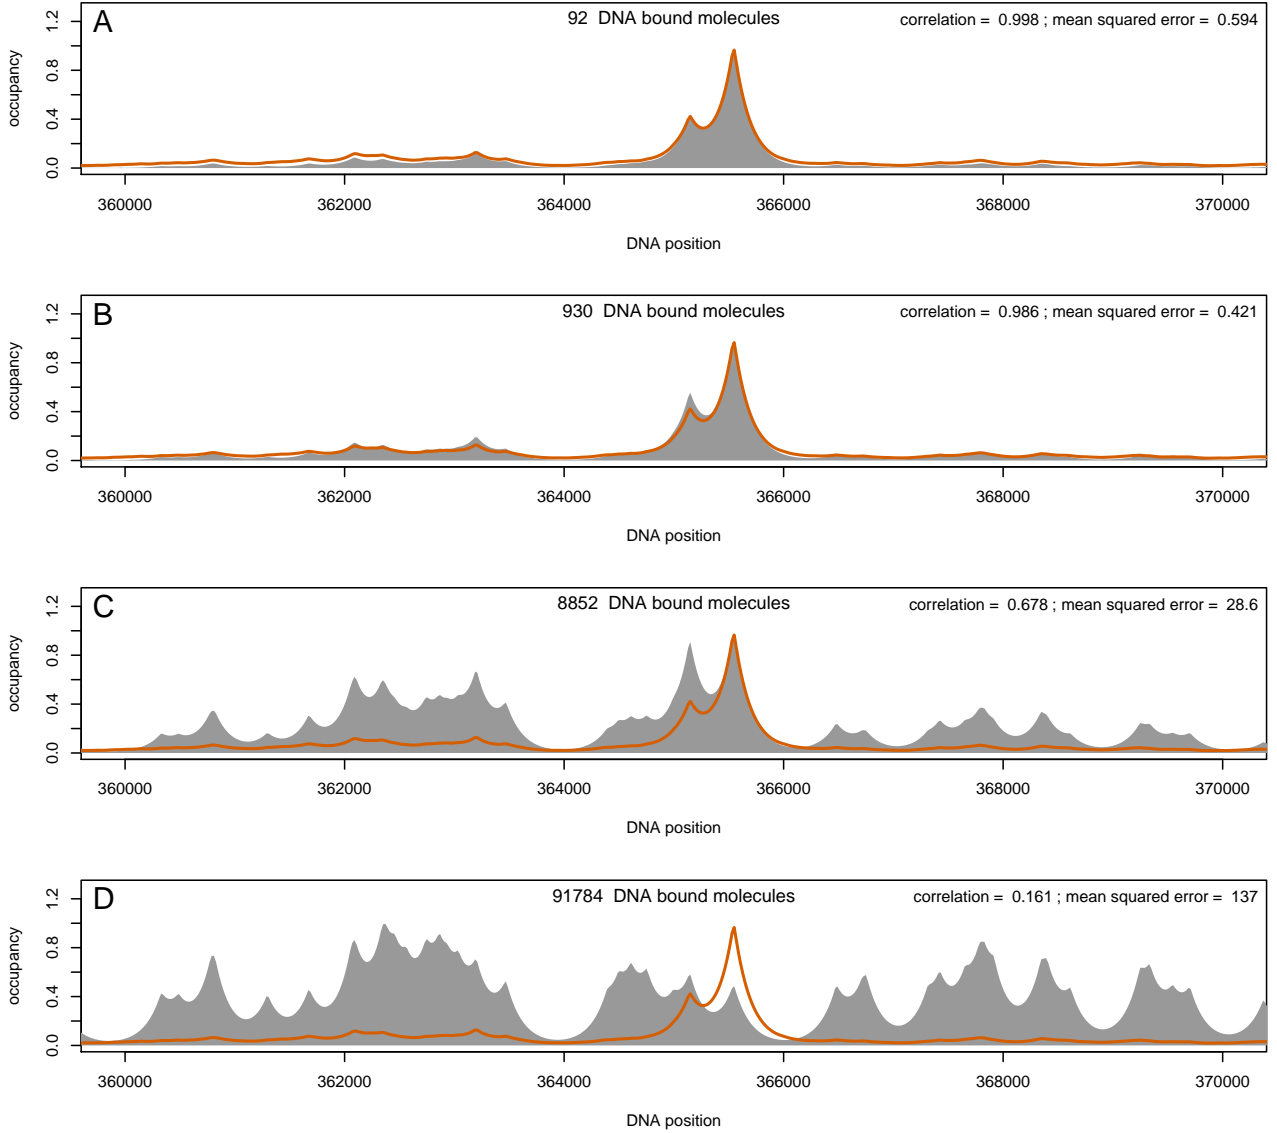 A
92 DNA bound molecules
correlation = 0.998 ; mean squared error = 0.594
occupancy
0.0 0.4 0.8 1.2
360000 362000 364000 366000 368000 370000
DNA position
B
930 DNA bound molecules
correlation = 0.986 ; mean squared error = 0.421
occupancy
0.0 0.4 0.8 1.2
360000 362000 364000 366000 368000 370000
DNA position
C
8852 DNA bound molecules
correlation = 0.678 ; mean squared error = 28.6
occupancy
0.0 0.4 0.8 1.2
360000 362000 364000 366000 368000 370000
DNA position
D
91784 DNA bound molecules
correlation = 0.161 ; mean squared error = 137
occupancy
0.0 0.4 0.8 1.2
360000 362000 364000 366000 368000 370000
DNA position